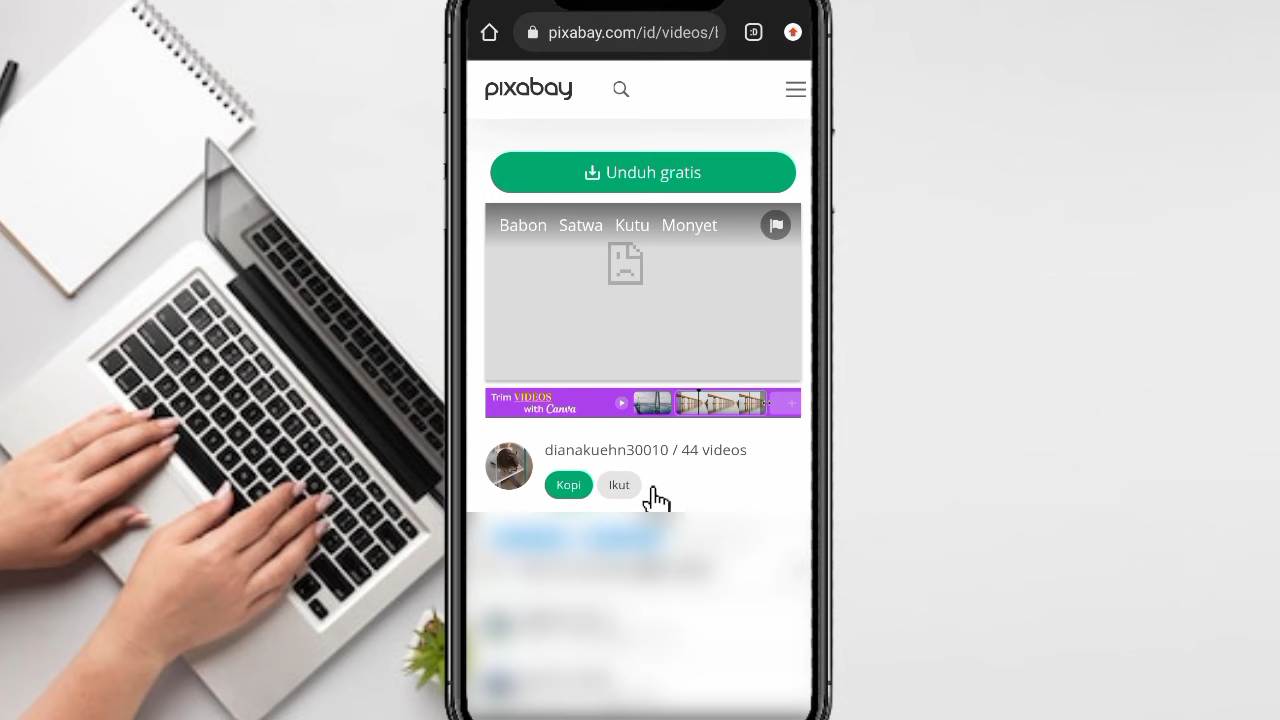 pixabay.com/id/videos/
:D
pixabay
Unduh gratis
Babon Satwa Kutu Monyet
Trim VIDEOS
with Canva
dianakuehn30010 / 44 videos
Kopi Ikut